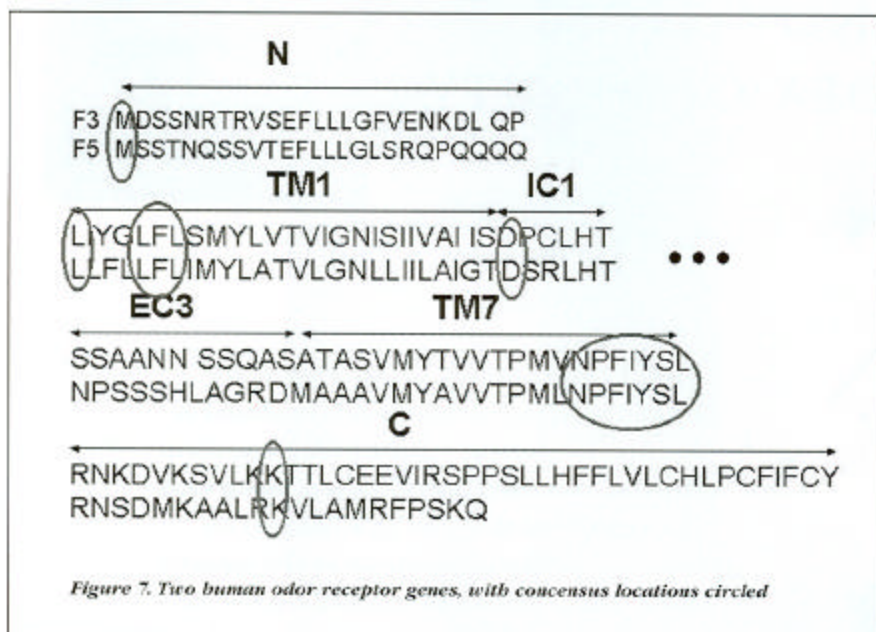 N
F3 MDSSNRTRVSEFLLLGFVENKDL QP
F5 MSSTNQSSVTEFLLLGLSRQPQQQQ
TM1 IC1
LIYGLFLSMYLVTVIGNISIIVAI ISDPCLHT
LLFLLFLIMYLATVLGNLLIILAIGTDSRLHT
•••
EC3 TM7
SSAANN SSQASATASVMYTVVTPMVNPFIYSL
NPSSSHLAGRDMAAAVMYAVVTPMLNPFIYSL
C
RNKDVKSVLKKTTLCEEVIRSPPSLLHFFLVLCHLPCFIFCY
RNSDMKAALRKVLAMRFPSKQ
Figure 7. Two human odor receptor genes, with concensus locations circled